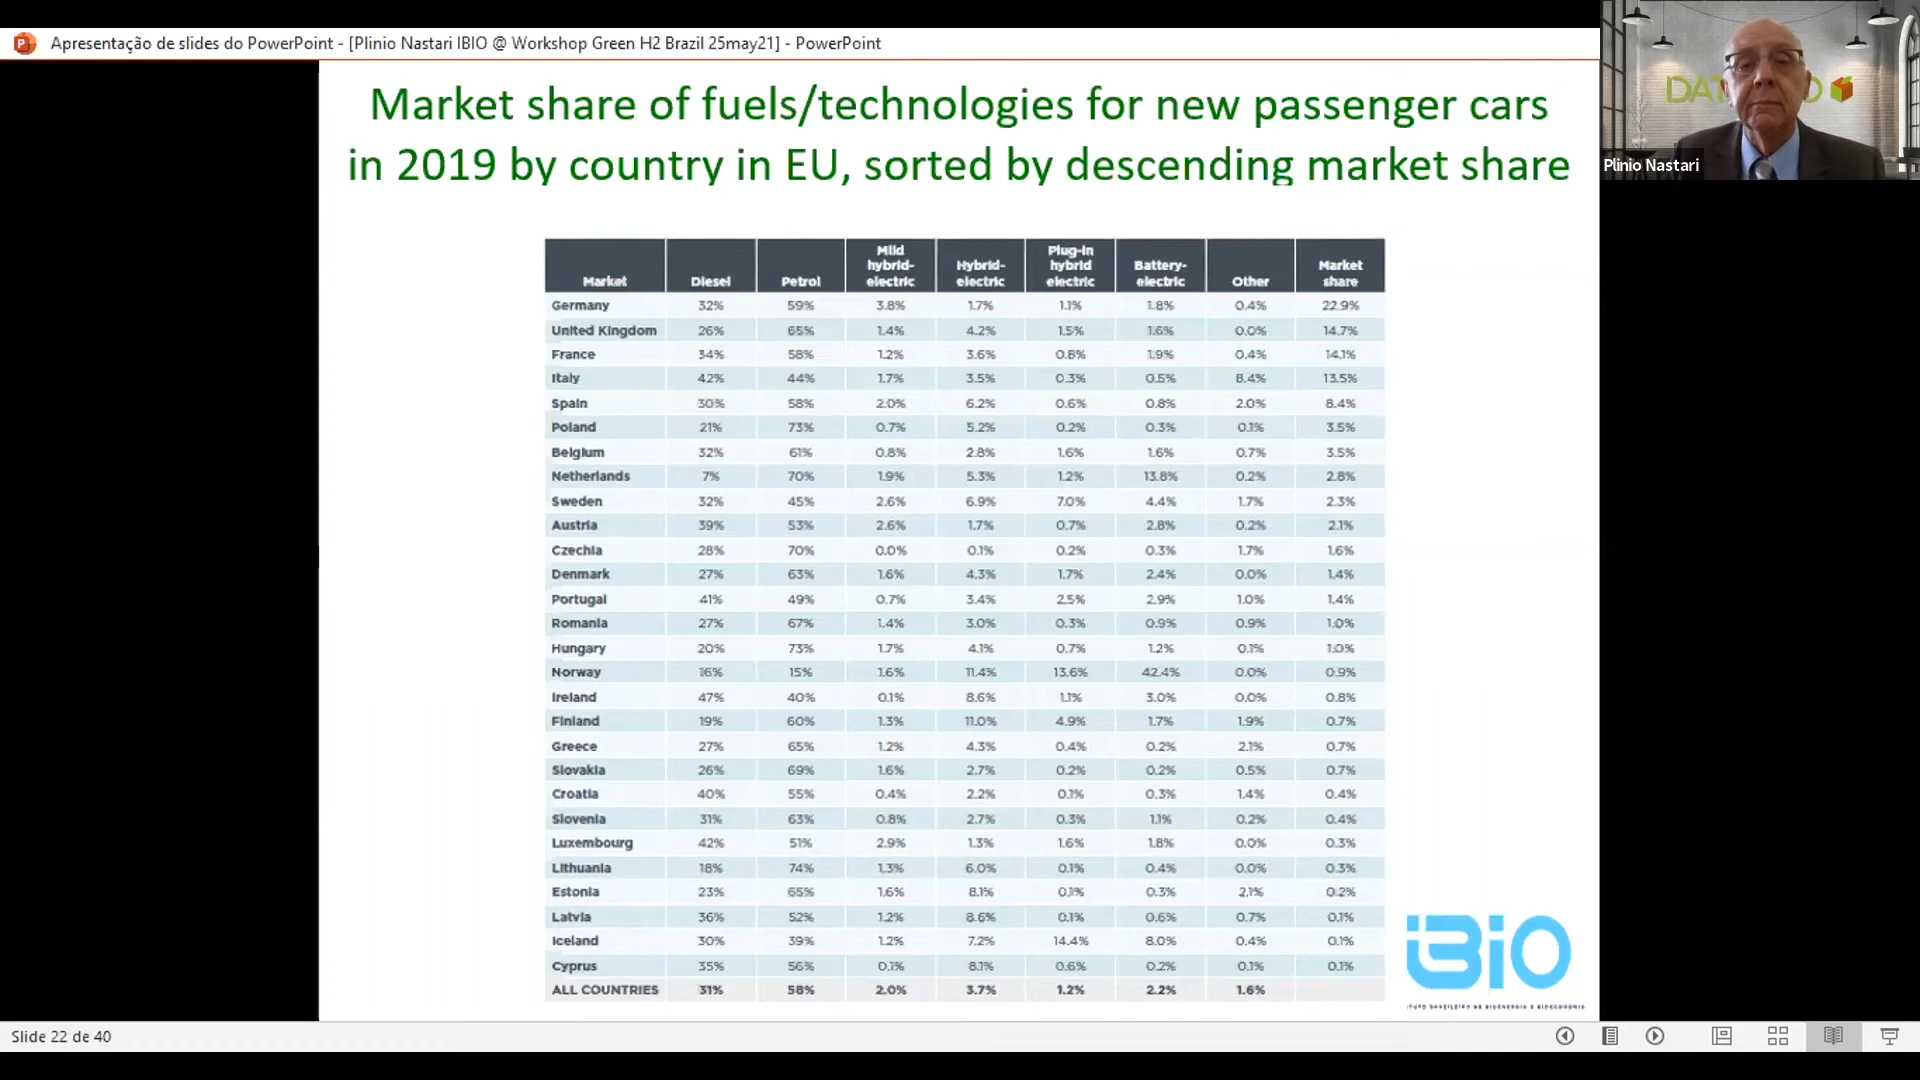 Apresentação de slides do PowerPoint - [Plinio Nastari IBIO @ Workshop Green H2 Brazil 25may21] - PowerPoint
Plinio Nastari
Market share of fuels/technologies for new passenger cars
in 2019 by country in EU, sorted by descending market share
Market Diesel Petrol Mild hybrid-electric Hybrid-electric Plug-in hybrid electric Battery-electric Other Market share
Germany 32% 59% 3.8% 1.7% 1.1% 1.8% 0.4% 22.9%
United Kingdom 26% 65% 1.4% 4.2% 1.5% 1.6% 0.0% 14.7%
France 34% 58% 1.2% 3.6% 0.8% 1.9% 0.4% 14.1%
Italy 42% 44% 1.7% 3.5% 0.3% 0.5% 8.4% 13.5%
Spain 30% 58% 2.0% 6.2% 0.6% 0.8% 2.0% 8.4%
Poland 21% 73% 0.7% 5.2% 0.2% 0.3% 0.1% 3.5%
Belgium 32% 61% 0.8% 2.8% 1.6% 1.6% 0.7% 3.5%
Netherlands 7% 70% 1.9% 5.3% 1.2% 13.8% 0.2% 2.8%
Sweden 32% 45% 2.6% 6.9% 7.0% 4.4% 1.7% 2.3%
Austria 39% 53% 2.6% 1.7% 0.7% 2.8% 0.2% 2.1%
Czechia 28% 70% 0.0% 0.1% 0.2% 0.3% 1.7% 1.6%
Denmark 27% 63% 1.6% 4.3% 1.7% 2.4% 0.0% 1.4%
Portugal 41% 49% 0.7% 3.4% 2.5% 2.9% 1.0% 1.4%
Romania 27% 67% 1.4% 3.0% 0.3% 0.9% 0.9% 1.0%
Hungary 20% 73% 1.7% 4.1% 0.7% 1.2% 0.1% 1.0%
Norway 16% 15% 1.6% 11.4% 13.6% 42.4% 0.0% 0.9%
Ireland 47% 40% 0.1% 8.6% 1.1% 3.0% 0.0% 0.8%
Finland 19% 60% 1.3% 11.0% 4.9% 1.7% 1.9% 0.7%
Greece 27% 65% 1.2% 4.3% 0.4% 0.2% 2.1% 0.7%
Slovakia 26% 69% 1.6% 2.7% 0.2% 0.2% 0.5% 0.7%
Croatia 40% 55% 0.4% 2.2% 0.1% 0.3% 1.4% 0.4%
Slovenia 31% 63% 0.8% 2.7% 0.3% 1.1% 0.2% 0.4%
Luxembourg 42% 51% 2.9% 1.3% 1.6% 1.8% 0.0% 0.3%
Lithuania 18% 74% 1.3% 6.0% 0.1% 0.4% 0.0% 0.3%
Estonia 23% 65% 1.6% 8.1% 0.1% 0.3% 2.1% 0.2%
Latvia 36% 52% 1.2% 8.6% 0.1% 0.6% 0.7% 0.1%
Iceland 30% 39% 1.2% 7.2% 14.4% 8.0% 0.4% 0.1%
Cyprus 35% 56% 0.1% 8.1% 0.6% 0.2% 0.1% 0.1%
ALL COUNTRIES 31% 58% 2.0% 3.7% 1.2% 2.2% 1.6%
iBiO
Slide 22 de 40